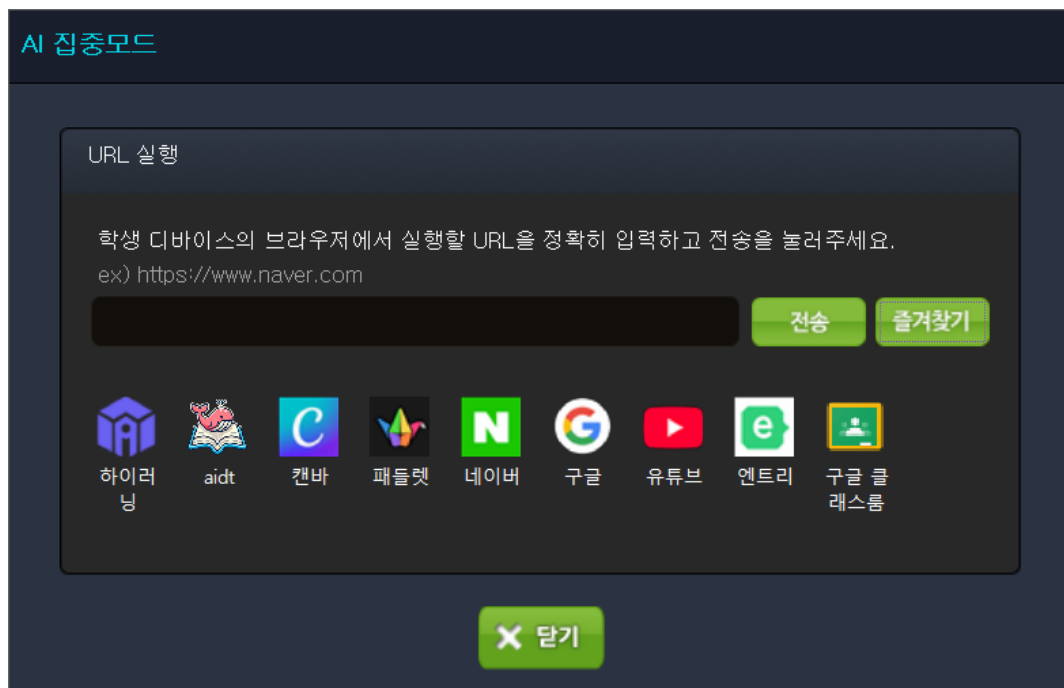 AI 집중모드
URL 실행
학생 디바이스의 브라우저에서 실행할 URL을 정확히 입력하고 전송을 눌러주세요.
ex) https://www.naver.com
전송 즐겨찾기
하이러닝 aidt 캔바 패들렛 네이버 구글 유튜브 엔트리 구글 클래스룸
닫기